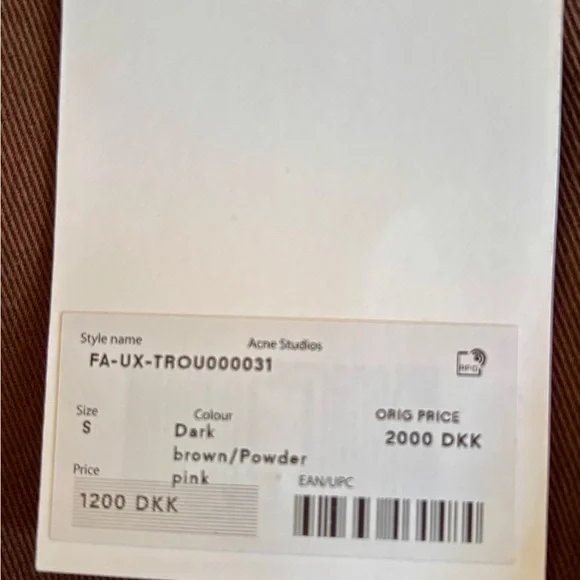 Style name
Acne Studios
FA-UX-TROU000031
RFID
Size
S
Colour
Dark
brown/Powder
pink
ORIG PRICE
2000 DKK
Price
1200 DKK
EAN/UPC